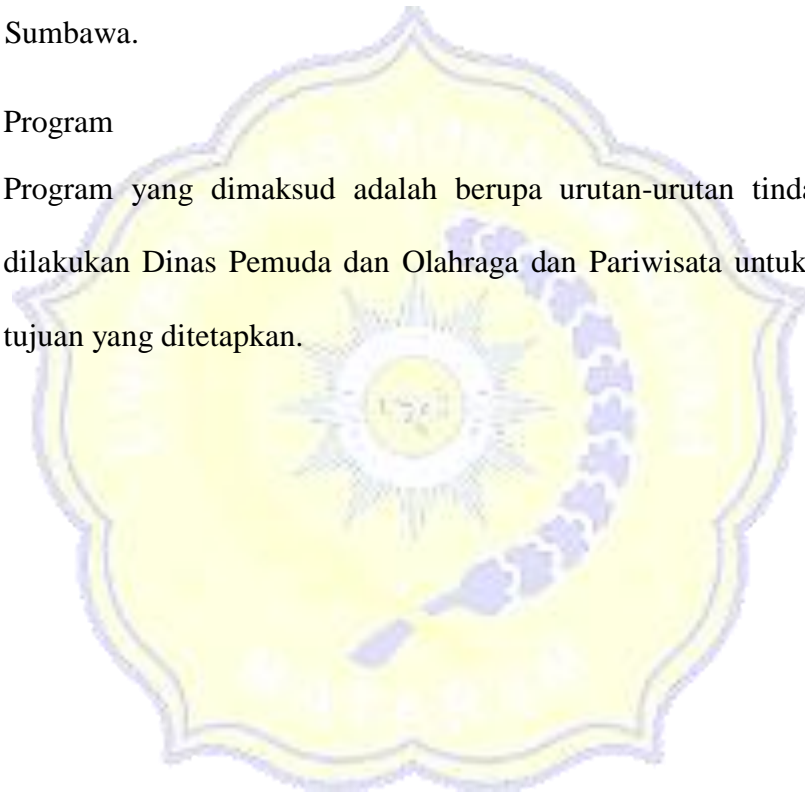 Sumbawa.
Program
Program yang dimaksud adalah berupa urutan-urutan
dilakukan Dinas Pemuda dan Olahraga dan Pariwisata untuk
tujuan yang ditetapkan.
MATARAM